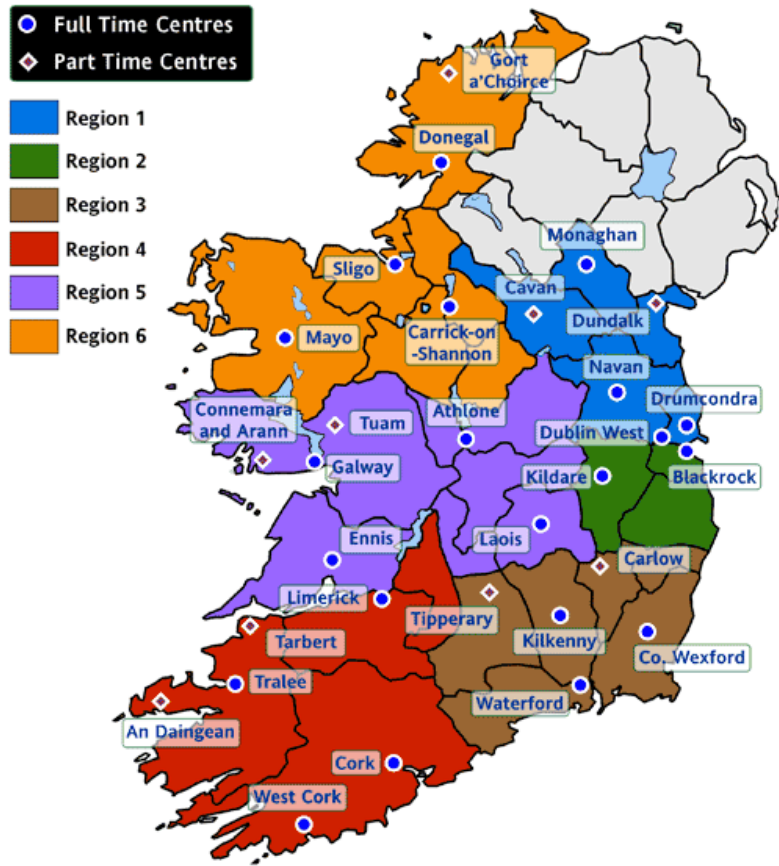 Full Time Centres
Part Time Centres
Region 1
Region 2
Region 3
Region 4
Region 5
Region 6
Gort
a'Choirce
Donegal
Monaghan
Sligo
Cavan
Dundalk
Mayo
Carrick-on
-Shannon
Navan
Drumcondra
Connemara
and Arann
Tuam
Athlone
Dublin West
Galway
Kildare
Blackrock
Ennis
Laois
Carlow
Limerick
Tipperary
Tarbert
Kilkenny
Co. Wexford
Tralee
Waterford
An Daingean
Cork
West Cork